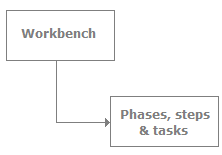 Workbench
Phases, steps
& tasks